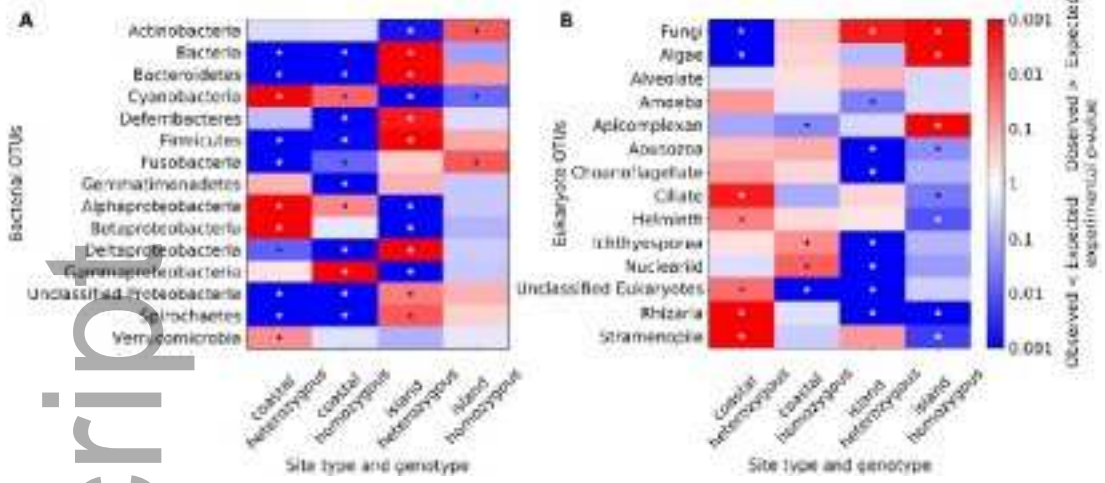 A
Bacterial OTUs
Actinobacteria
Bacteria
Bacteroidetes
Cyanobacteria
Deferribacteres
Firmicutes
Fusobacteria
Gemmatimonadetes
Alphaproteobacteria
Betaproteobacteria
Deltaproteobacteria
Gammaproteobacteria
Unclassified Proteobacteria
Spirochaetes
Verrucomicrobia
coastal heterozygous
coastal homozygous
island heterozygous
island homozygous
Site type and genotype
B
Eukaryote OTUs
Fungi
Algae
Alveolate
Amoeba
Apicomplexan
Apusozoa
Choanoflagellate
Ciliate
Helminth
Ichthyosporea
Nucleariid
Unclassified Eukaryotes
Rhizaria
Stramenopile
coastal heterozygous
coastal homozygous
island heterozygous
island homozygous
Site type and genotype
0.001
0.01
0.1
1
0.1
0.01
0.001
Observed < Expected
Observed > Expected
experimental p-value
script